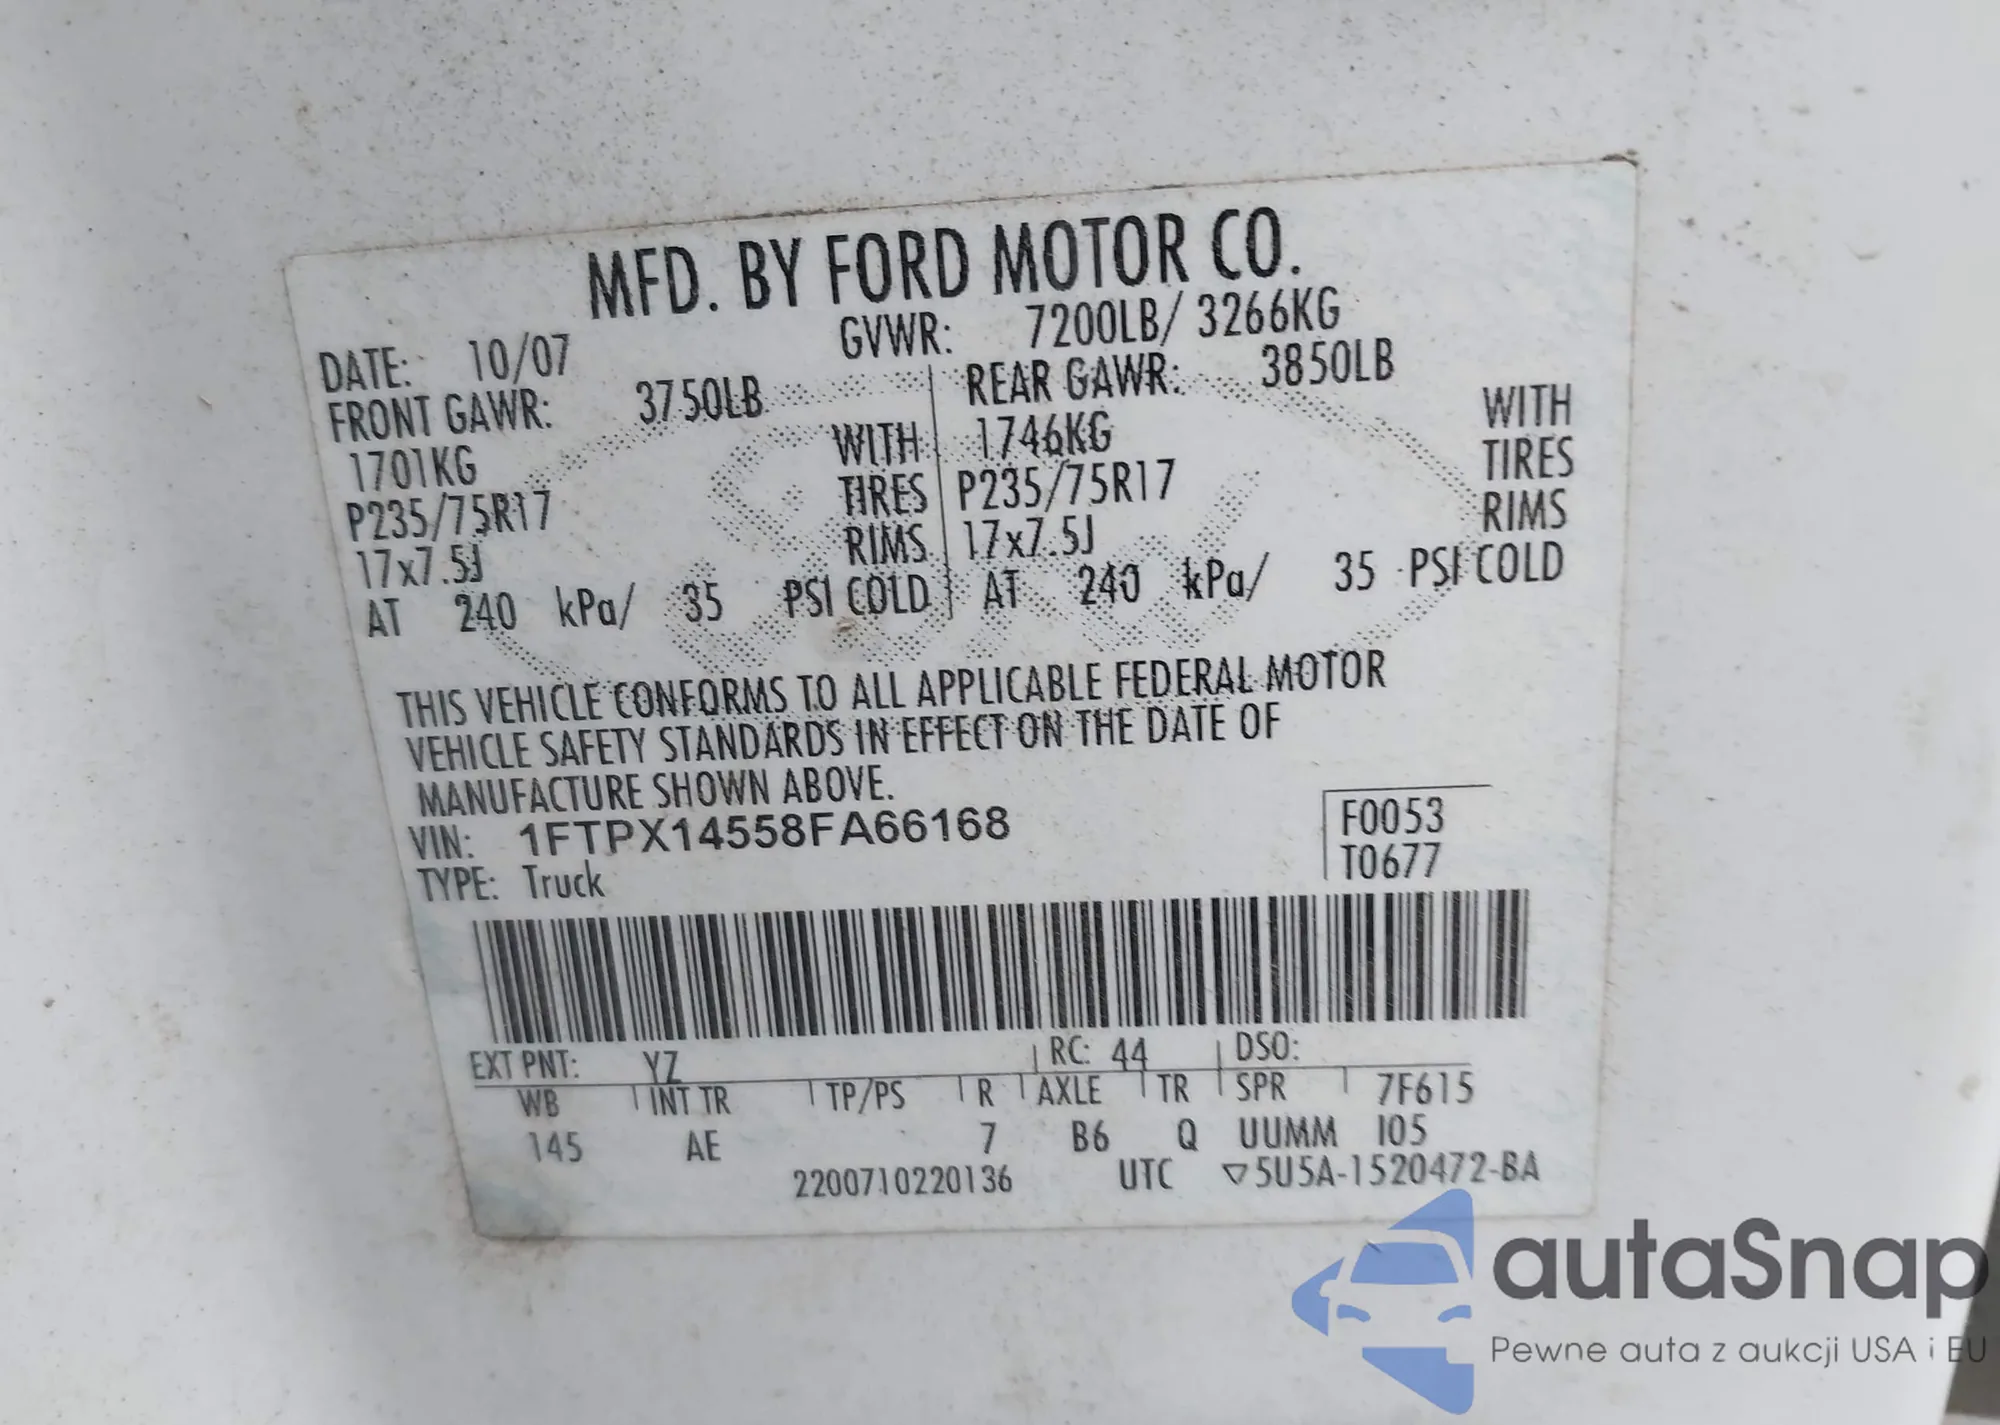 MFD. BY FORD MOTOR CO.
DATE: 10/07 GVWR: 7200LB/ 3266KG
FRONT GAWR: 3750LB REAR GAWR: 3850LB
1701KG WITH 1746KG WITH
P235/75R17 TIRES P235/75R17 TIRES
17x7.5J RIMS 17x7.5J RIMS
AT 240 kPa/ 35 PSI COLD AT 240 kPa/ 35 PSI COLD
THIS VEHICLE CONFORMS TO ALL APPLICABLE FEDERAL MOTOR
VEHICLE SAFETY STANDARDS IN EFFECT ON THE DATE OF
MANUFACTURE SHOWN ABOVE.
VIN: 1FTPX14558FA66168 F0053
TYPE: Truck T0677
EXT PNT: YZ RC: 44 DSO:
WB INT TR TP/PS R AXLE TR SPR 7F615
145 AE 7 B6 Q UUMM I05
2200710220136 UTC ▽5U5A-1520472-BA
autaSnap
Pewne auta z aukcji USA i EU